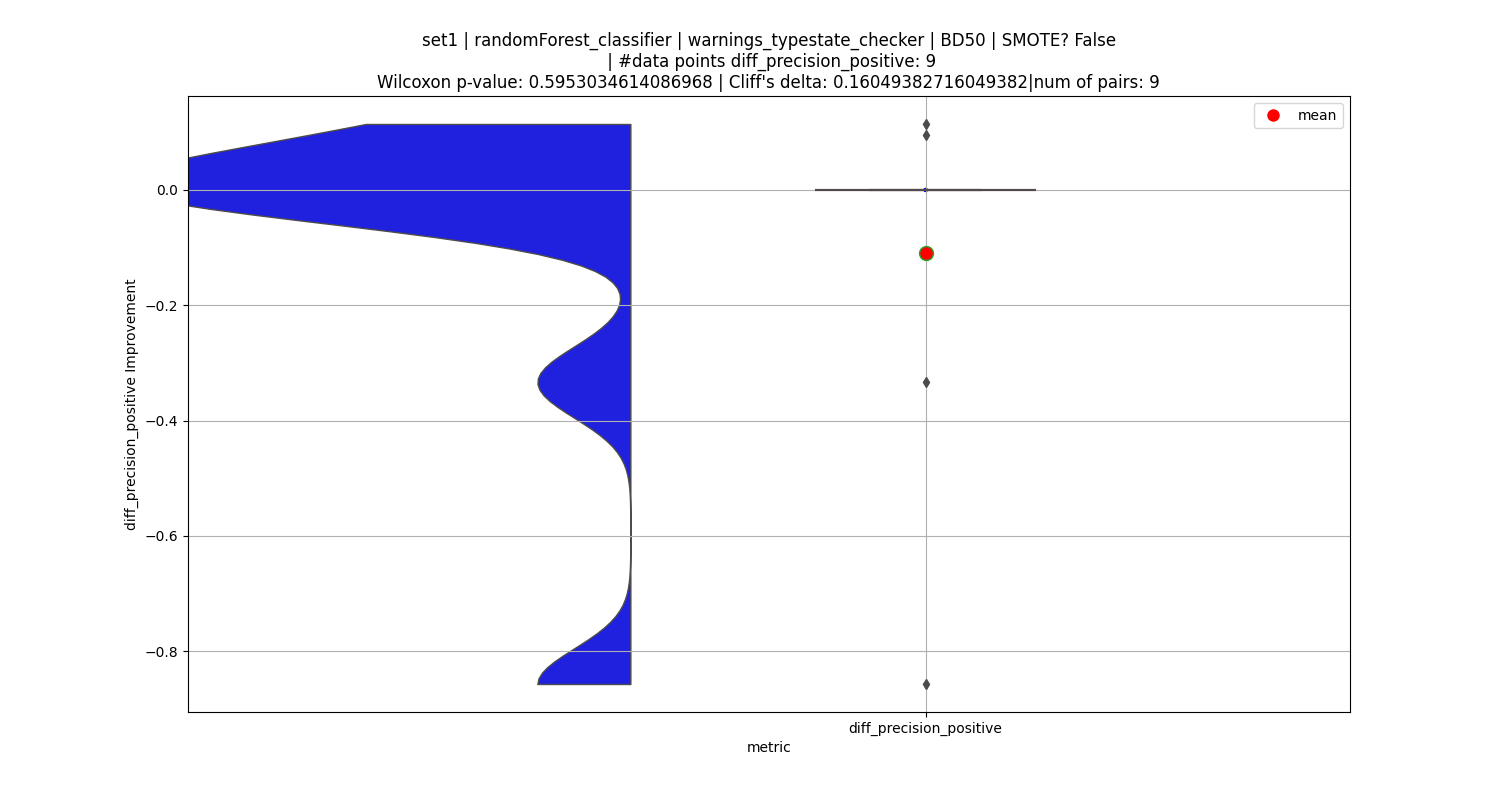 set1 | randomForest_classifier | warnings_typestate_checker | BD50 | SMOTE? False
| #data points diff_precision_positive: 9
Wilcoxon p-value: 0.5953034614086968 | Cliff's delta: 0.16049382716049382|num of pairs: 9
mean
0.0
−0.2
−0.4
−0.6
−0.8
diff_precision_positive Improvement
diff_precision_positive
metric